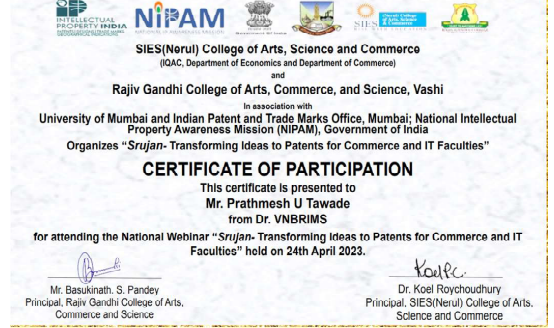 INTELLECTUAL
PROPERTY INDIA
NIPAM
SIES
SIES(Nerul) College of Arts, Science and Commerce
(IQAC, Department of Economics and Department of Commerce)
and
Rajiv Gandhi College of Arts, Commerce, and Science, Vashi
In association with
University of Mumbai and Indian Patent and Trade Marks Office, Mumbai; National Intellectual
Property Awareness Mission (NIPAM), Government of India
Organizes “Srujan- Transforming Ideas to Patents for Commerce and IT Faculties”
CERTIFICATE OF PARTICIPATION
This certificate is presented to
Mr. Prathmesh U Tawade
from Dr. VNBRIMS
for attending the National Webinar “Srujan- Transforming Ideas to Patents for Commerce and IT
Faculties” held on 24th April 2023.
Mr. Basukinath. S. Pandey
Principal, Rajiv Gandhi College of Arts,
Commerce and Science
Dr. Koel Roychoudhury
Principal, SIES(Nerul) College of Arts.
Science and Commerce